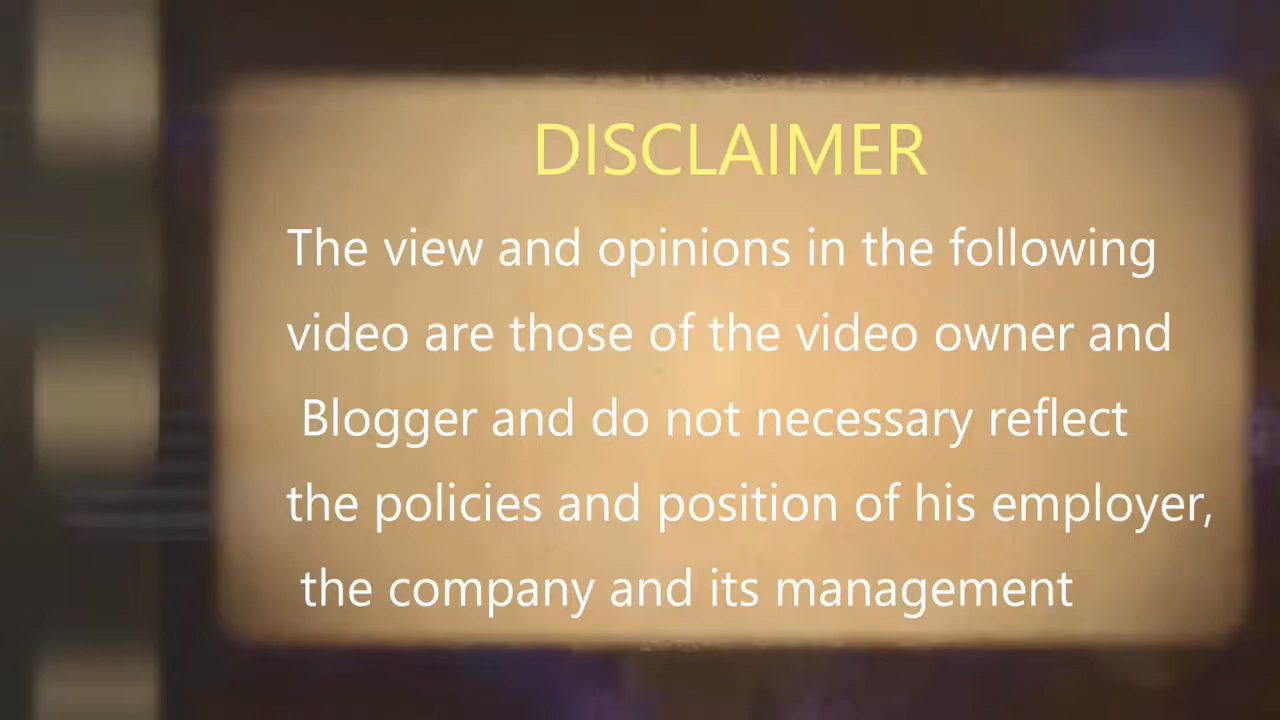 DISCLAIMER
The view and opinions in the following
video are those of the video owner and
Blogger and do not necessary reflect
the policies and position of his employer,
the company and its management